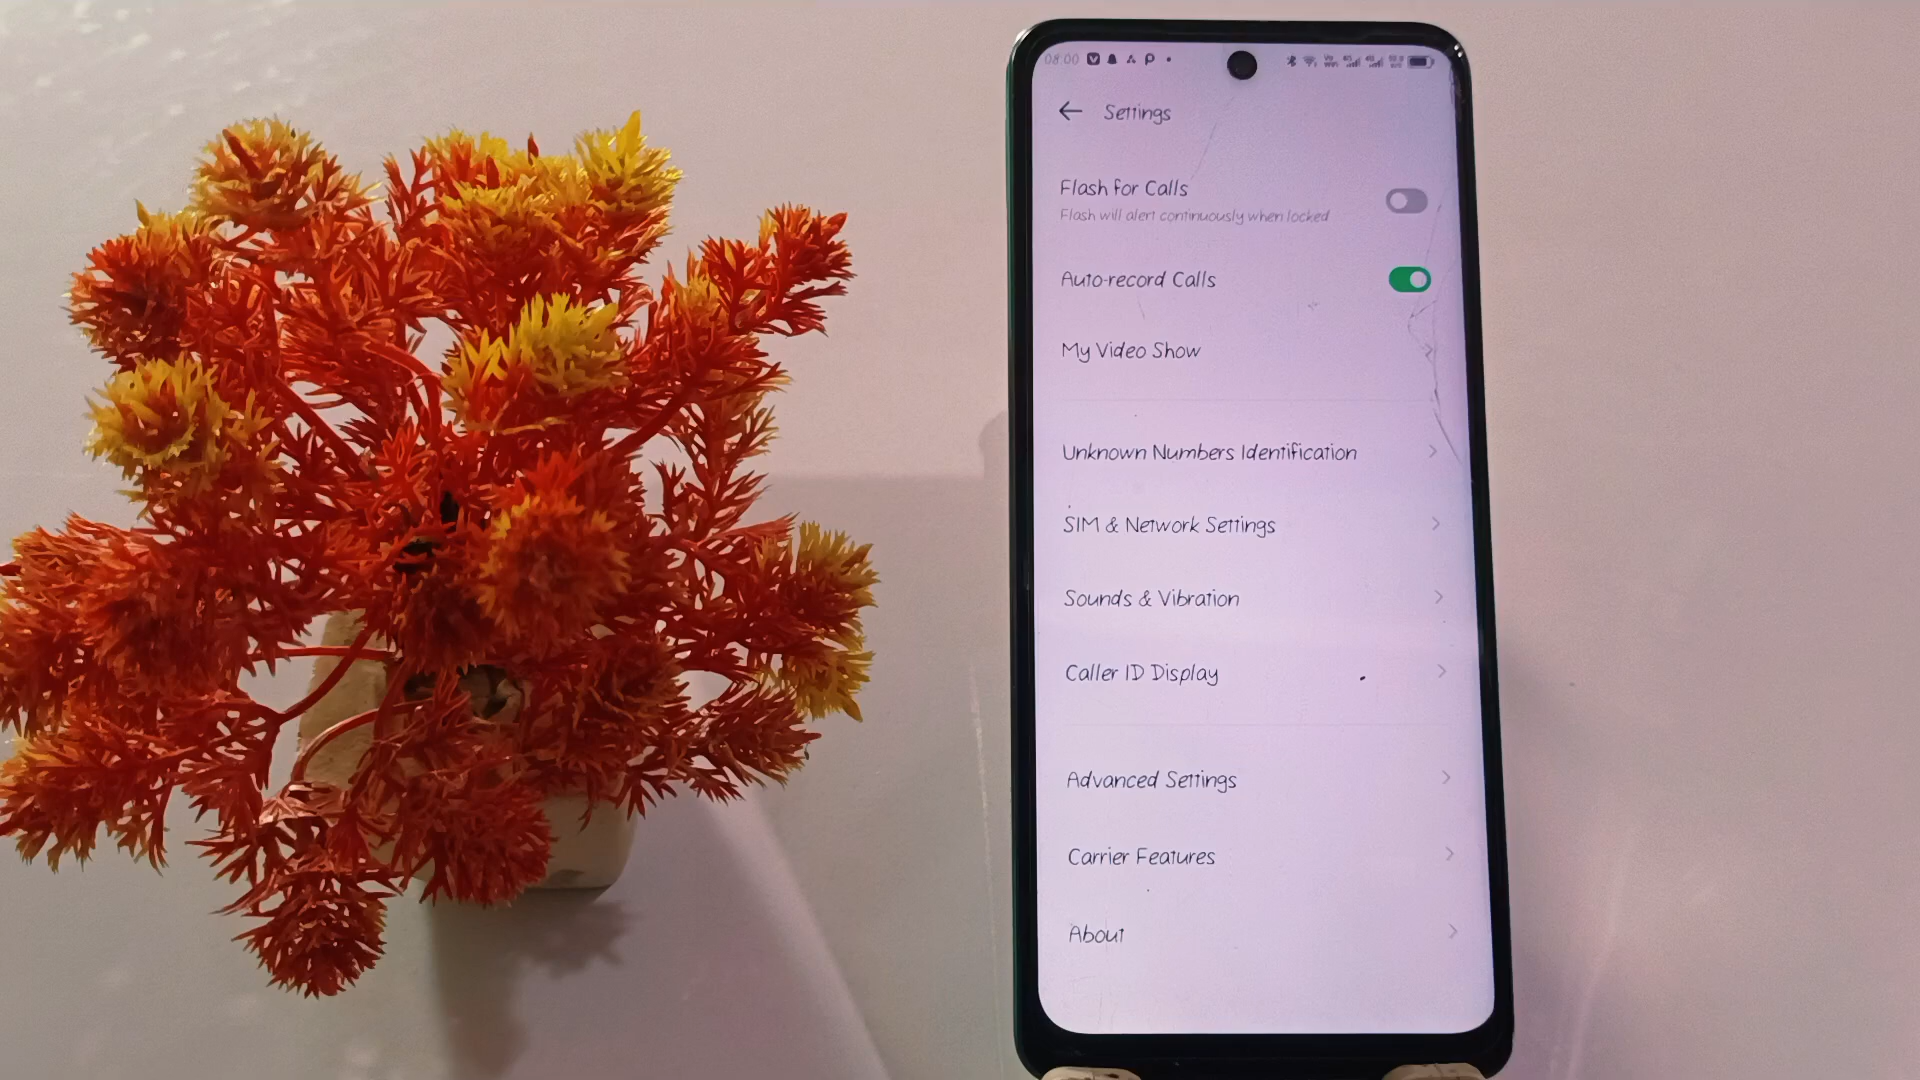 08:00
Settings
Flash for Calls
Flash will alert continuously when locked
Auto-record Calls
My Video Show
Unknown Numbers Identification
SIM & Network Settings
Sounds & Vibration
Caller ID Display
Advanced Settings
Carrier Features
About